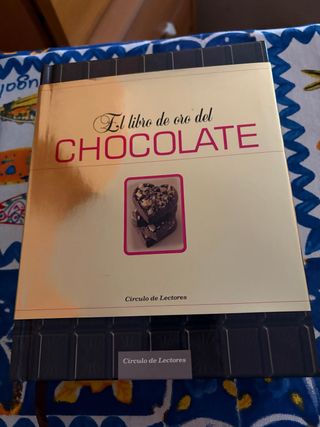 El libro de oro del
CHOCOLATE
Círculo de Lectores
Círculo de Lectores